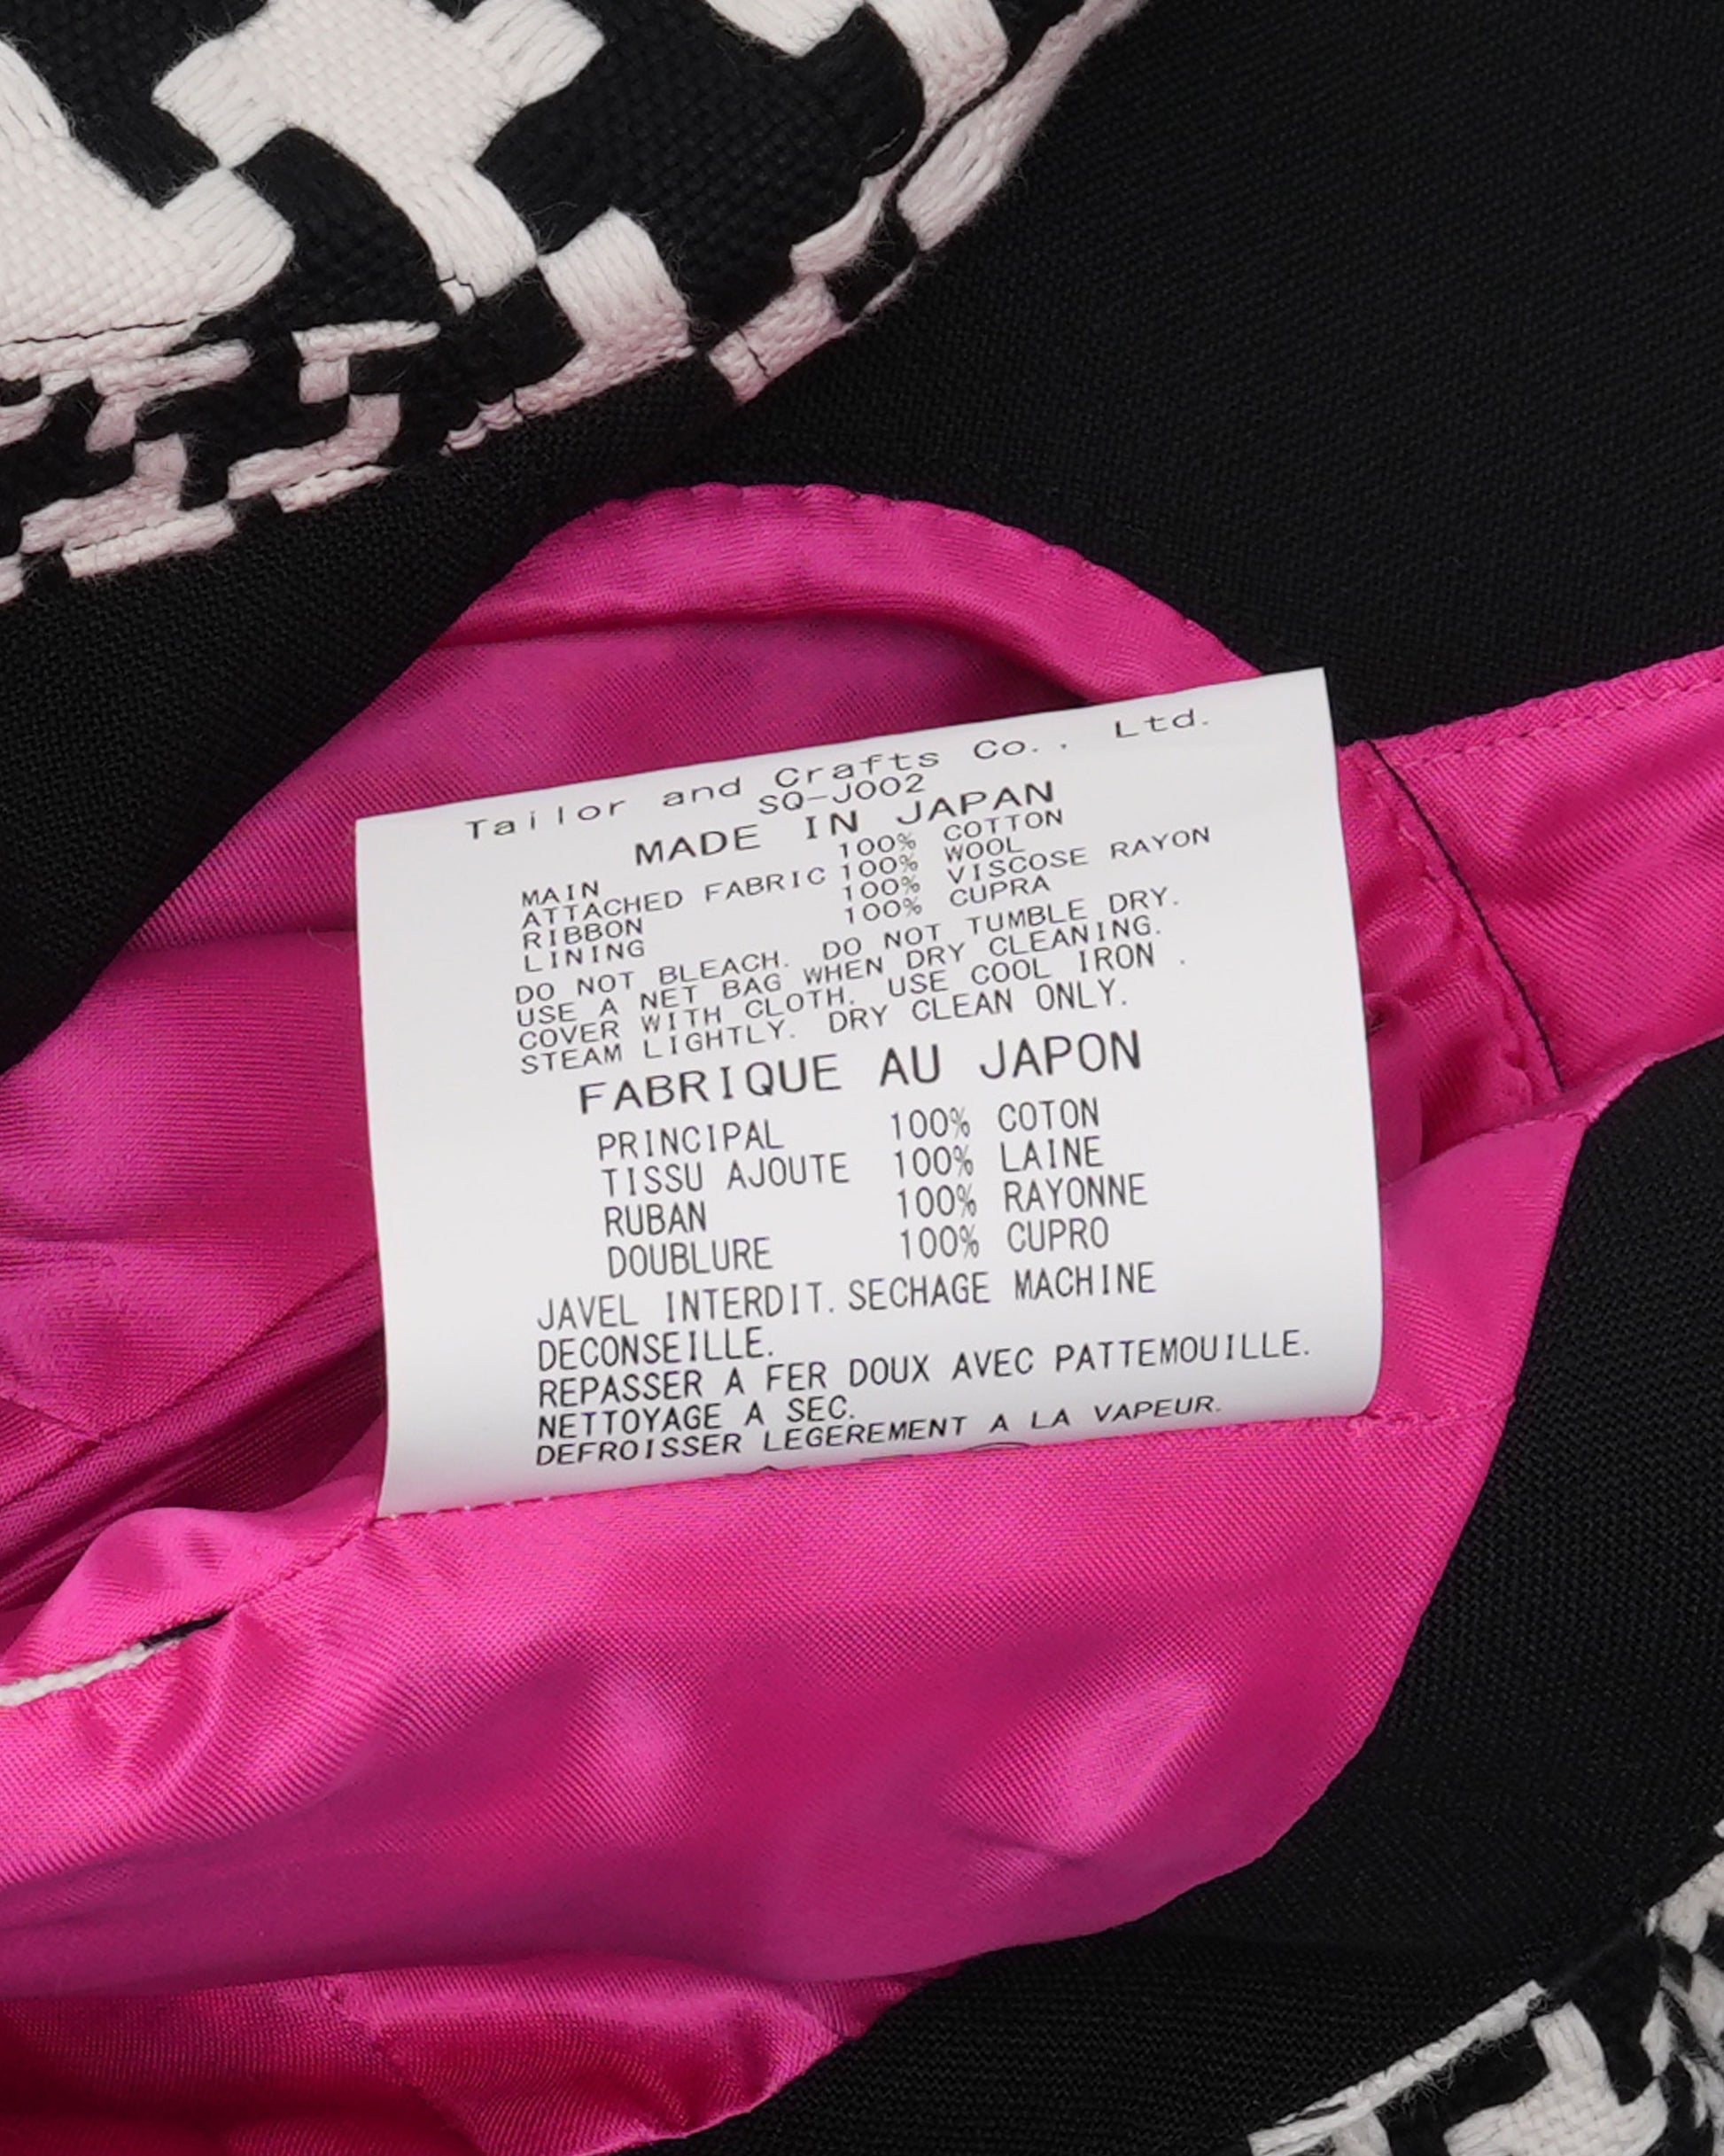 Tailor and Crafts Co., Ltd.
SQ-J002
MADE IN JAPAN
MAIN 100% COTTON
ATTACHED FABRIC 100% WOOL
RIBBON 100% VISCOSE RAYON
LINING 100% CUPRA
DO NOT BLEACH. DO NOT TUMBLE DRY.
USE A NET BAG WHEN DRY CLEANING.
COVER WITH CLOTH. USE COOL IRON .
STEAM LIGHTLY. DRY CLEAN ONLY.
FABRIQUE AU JAPON
PRINCIPAL 100% COTON
TISSU AJOUTE 100% LAINE
RUBAN 100% RAYONNE
DOUBLURE 100% CUPRO
JAVEL INTERDIT. SECHAGE MACHINE
DECONSEILLE.
REPASSER A FER DOUX AVEC PATTEMOUILLE.
NETTOYAGE A SEC.
DEFROISSER LEGEREMENT A LA VAPEUR.